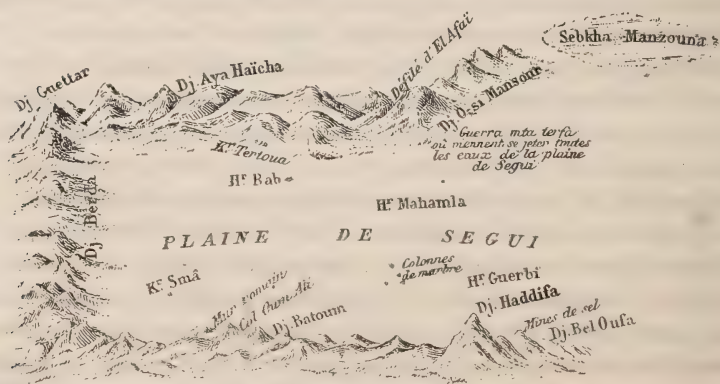 Sebkha Manzouna
Défilé d'El Afaï
Dj. Guettar
Dj Aya Haïcha
Dj. O. si Mansour
Guerra mta terfâ
où viennent se jeter toutes
les eaux de la plaine
de Segui
Kr. Tertoua
Hr. Bab
Hr. Mahamla
Dj. Berda
PLAINE DE SEGUI
Colonnes
de marbre
Kr. Smâ
Hr. Guerbi
Mur romain
Col Oum Ali
Dj Batoum
Dj. Haddifa
Mines de sel
Dj. Bel Oufa